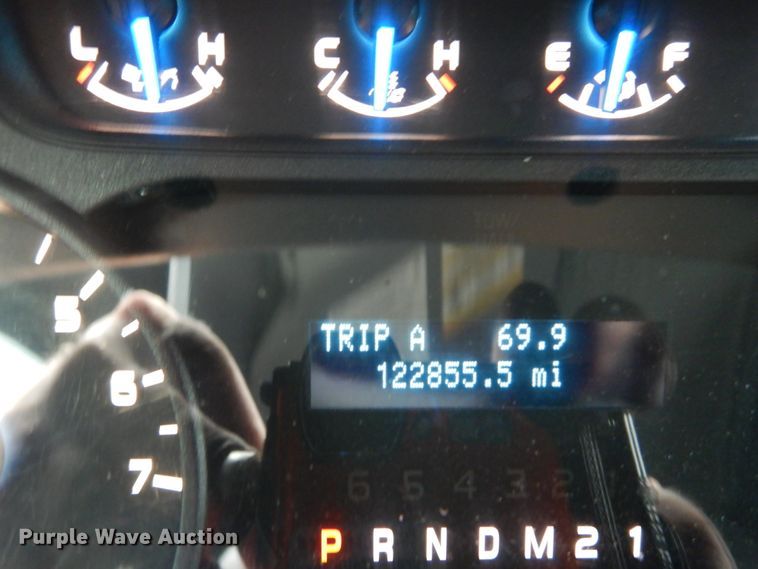 L H C H E F
5
TRIP A 69.9
122855.5 mi
6
7
6 5 4 3 2
P R N D M 2 1
Purple Wave Auction